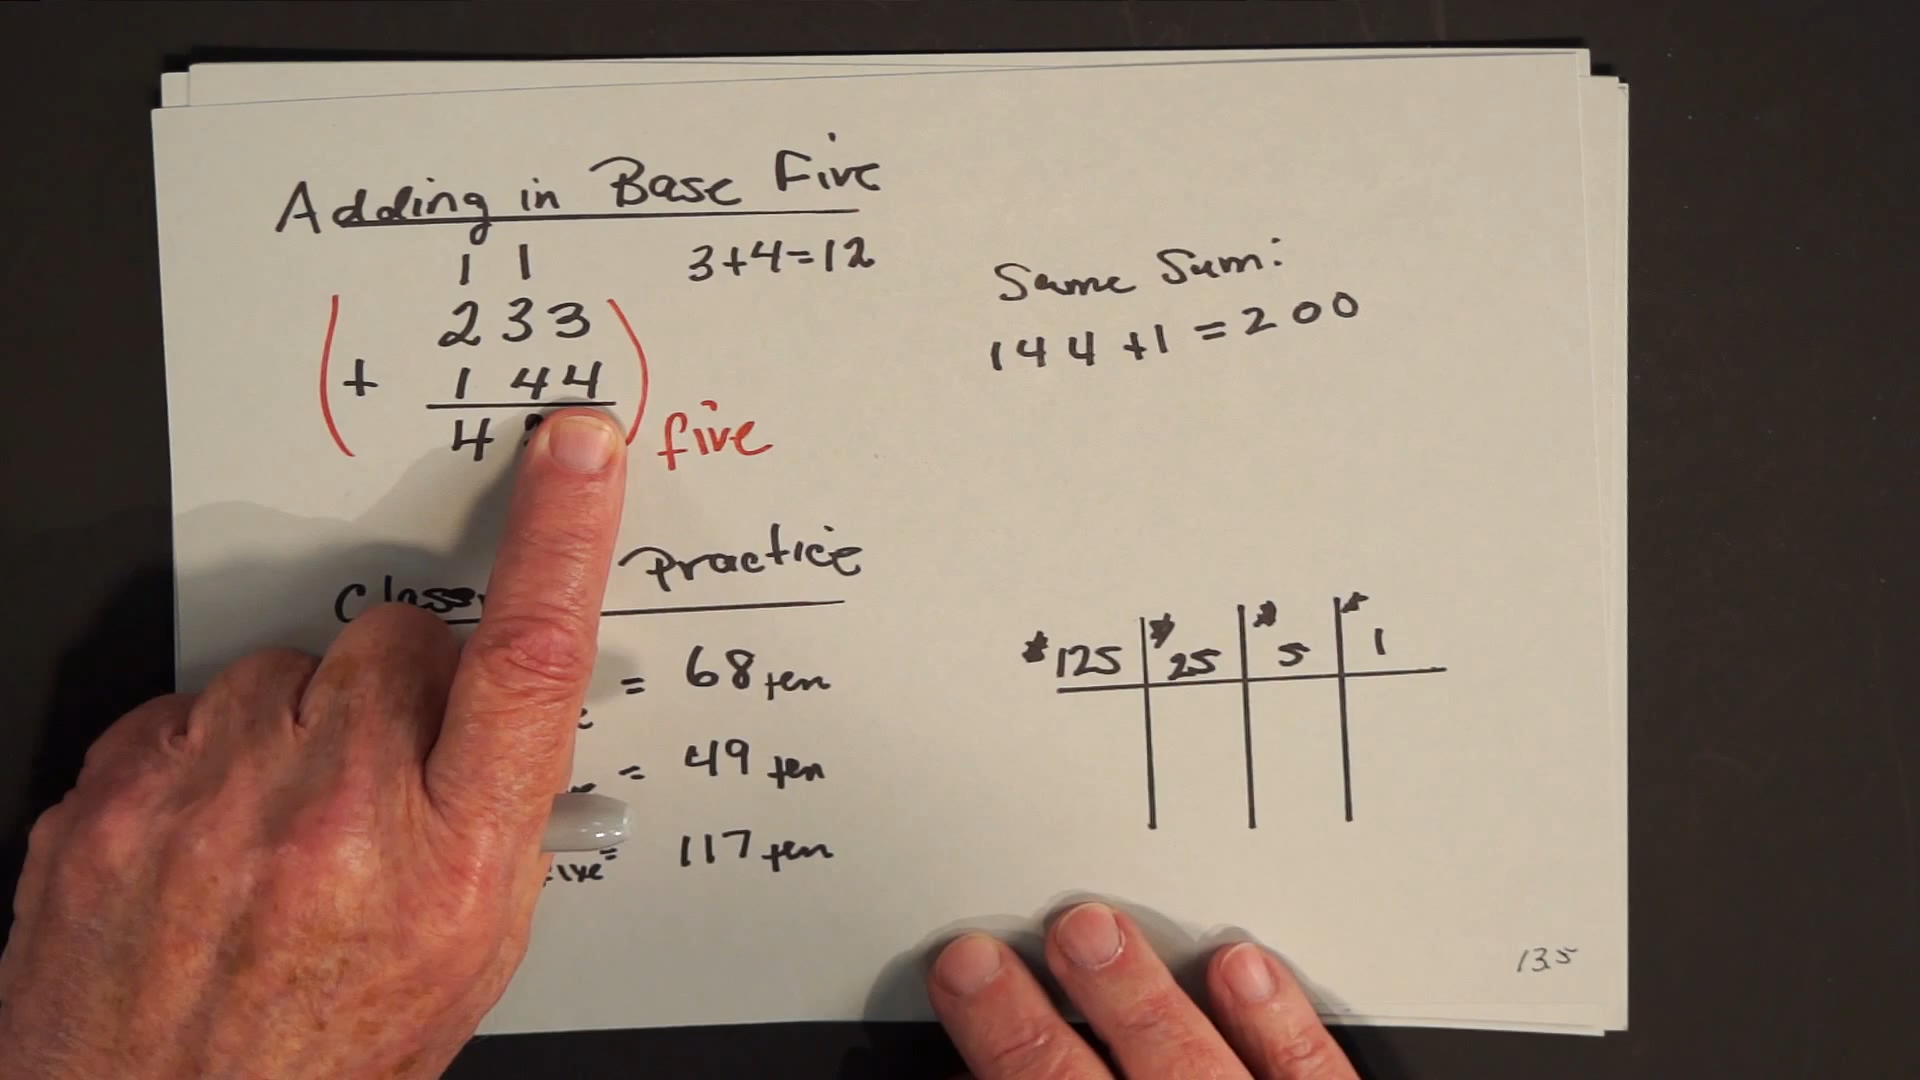 Adding in Base Five
1 1
3+4=12
233
+ 144
4
five
Same Sum:
144+1=200
Practice
= 68 ten
= 49 ten
five = 117 ten
125 25 5 1
135